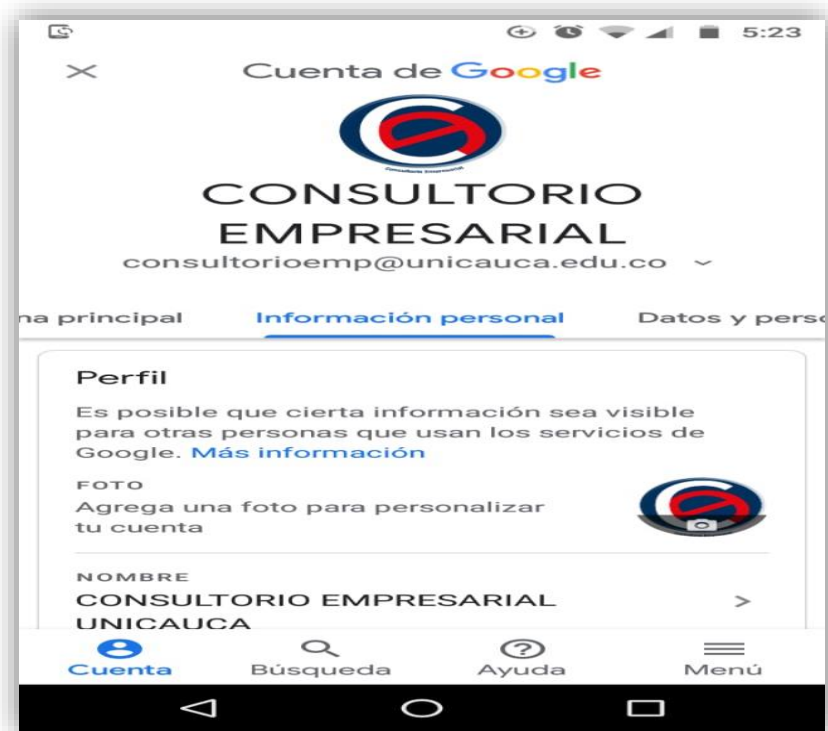 5:23
Cuenta de Google
CONSULTORIO
EMPRESARIAL
consultorioemp@unicauca.edu.co
na principal Información personal Datos y perso
Perfil
Es posible que cierta información sea visible
para otras personas que usan los servicios de
Google. Más información
FOTO
Agrega una foto para personalizar
tu cuenta
NOMBRE
CONSULTORIO EMPRESARIAL
UNICAUCA
Cuenta Búsqueda Ayuda Menú